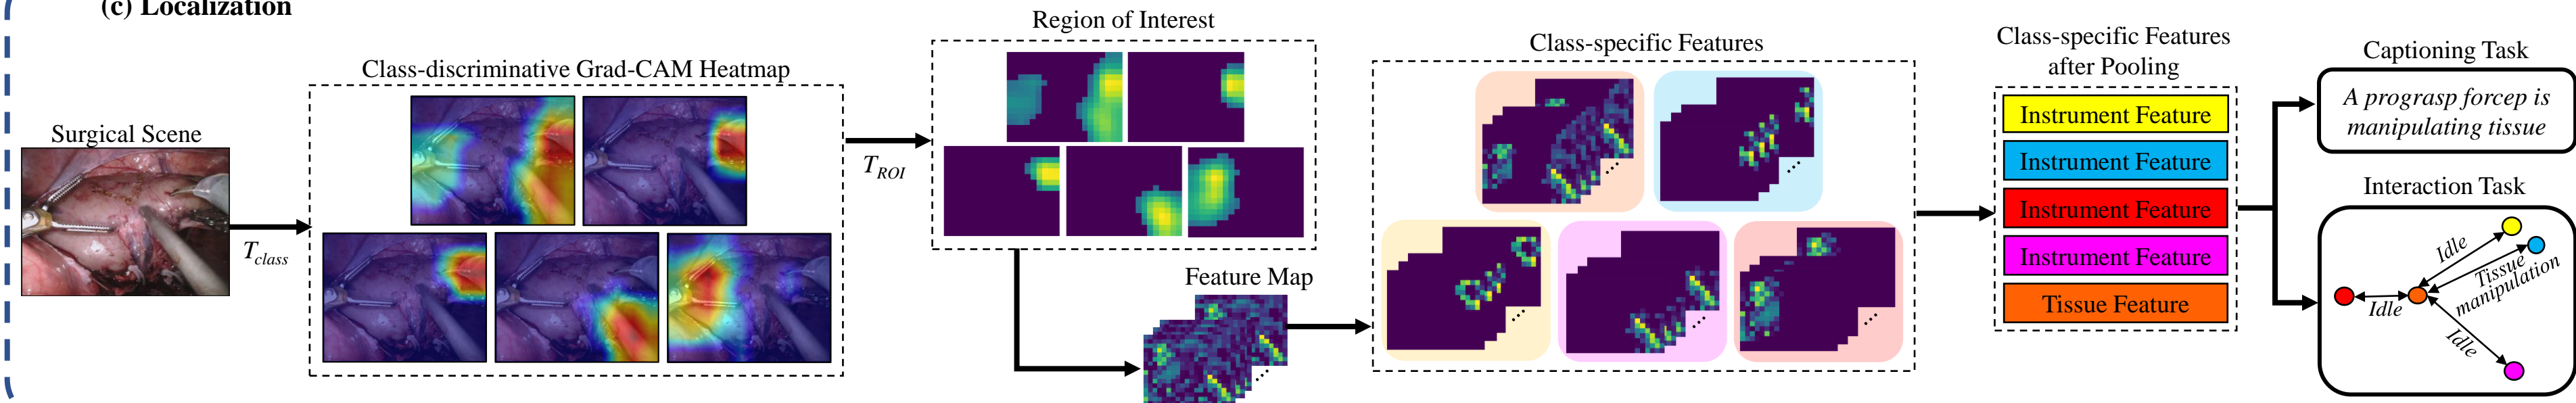 (c) Localization
Surgical Scene
T_class
Class-discriminative Grad-CAM Heatmap
T_ROI
Region of Interest
Feature Map
Class-specific Features
Class-specific Features
after Pooling
Instrument Feature
Instrument Feature
Instrument Feature
Instrument Feature
Tissue Feature
Captioning Task
A prograsp forcep is
manipulating tissue
Interaction Task
Idle
Tissue
manipulation
Idle
Idle